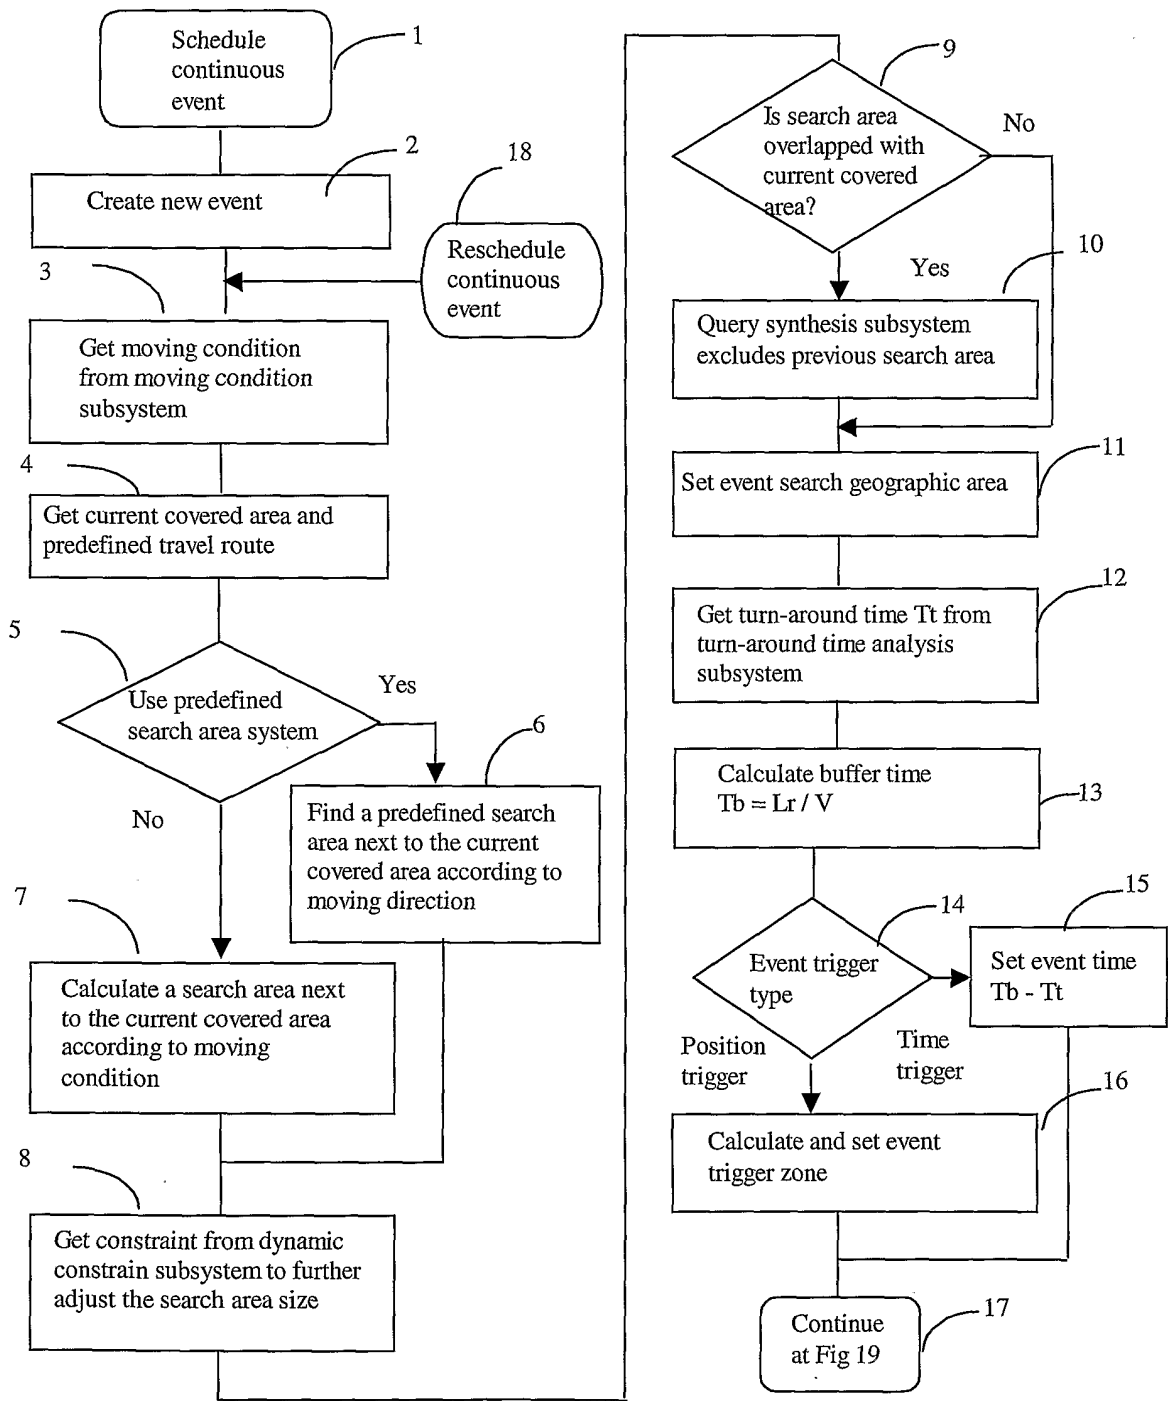 Schedule
continuous
event
1
2
Create new event
18
Reschedule
continuous
event
3
Get moving condition
from moving condition
subsystem
4
Get current covered area and
predefined travel route
5
Use predefined
search area system
Yes
No
6
Find a predefined search
area next to the current
covered area according to
moving direction
7
Calculate a search area next
to the current covered area
according to moving
condition
8
Get constraint from dynamic
constrain subsystem to further
adjust the search area size
9
Is search area
overlapped with
current covered
area?
No
Yes
10
Query synthesis subsystem
excludes previous search area
11
Set event search geographic area
12
Get turn-around time Tt from
turn-around time analysis
subsystem
Calculate buffer time
Tb = Lr / V
13
14
Event trigger
type
15
Set event time
Tb - Tt
Position
trigger
Time
trigger
16
Calculate and set event
trigger zone
17
Continue
at Fig 19